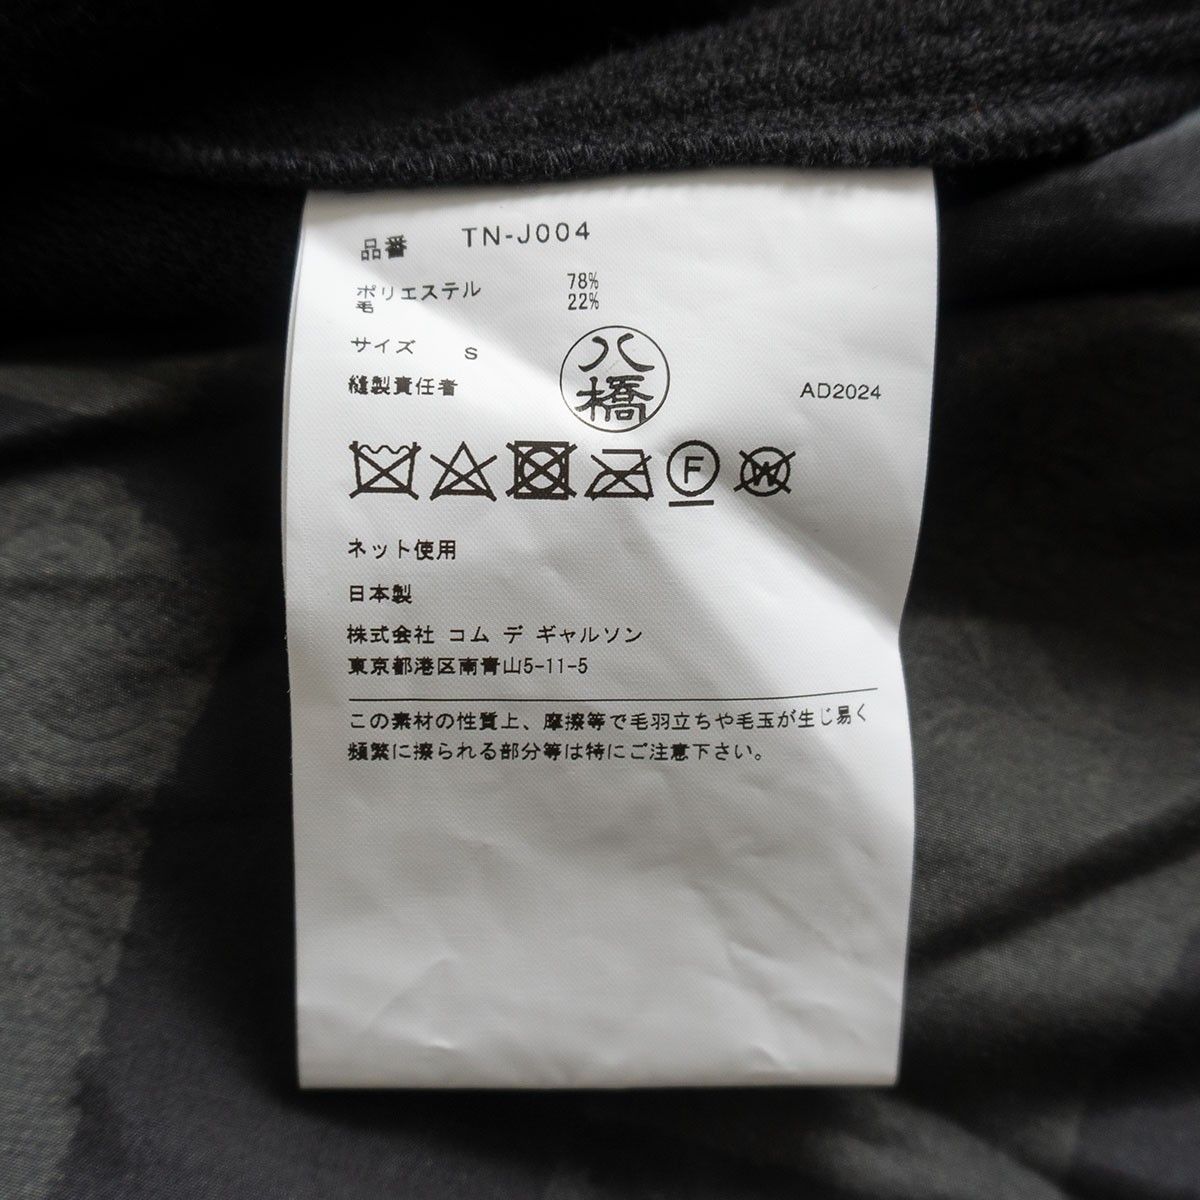 品番 TN-J004
ポリエステル 78%
毛 22%
サイズ S
縫製責任者 八橋 AD2024
F W
ネット使用
日本製
株式会社 コム デ ギャルソン
東京都港区南青山5-11-5
この素材の性質上、摩擦等で毛羽立ちや毛玉が生じ易く
頻繁に擦られる部分等は特にご注意下さい。